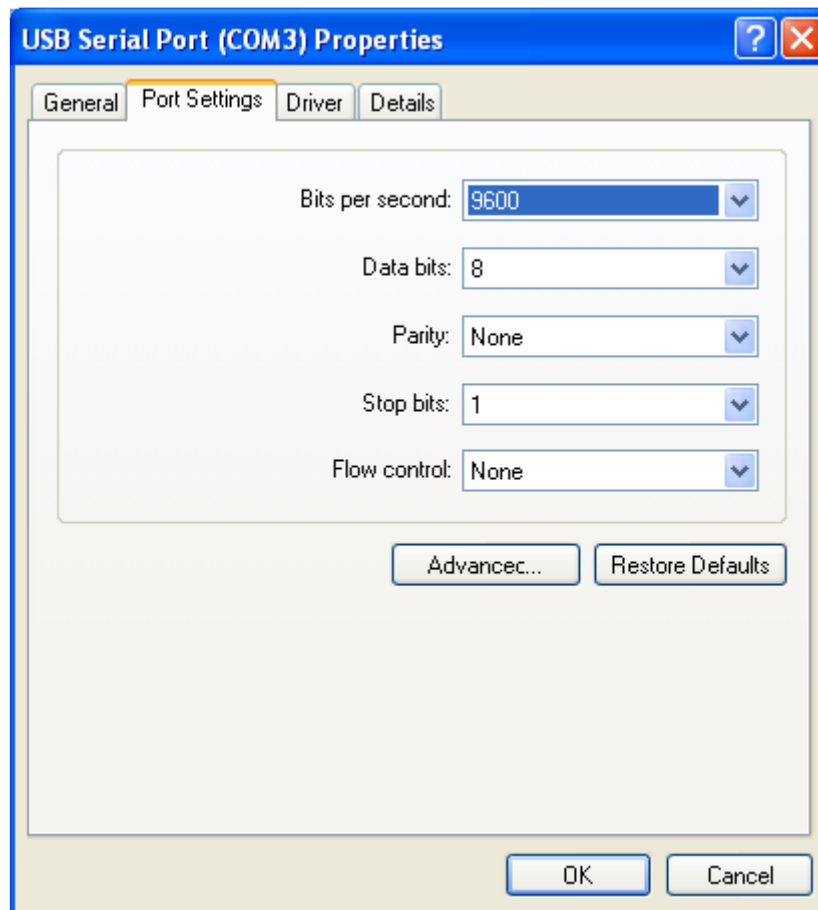 USB Serial Port (COM3) Properties
General Port Settings Driver Details
Bits per second: 9600
Data bits: 8
Parity: None
Stop bits: 1
Flow control: None
Advancec... Restore Defaults
OK Cancel